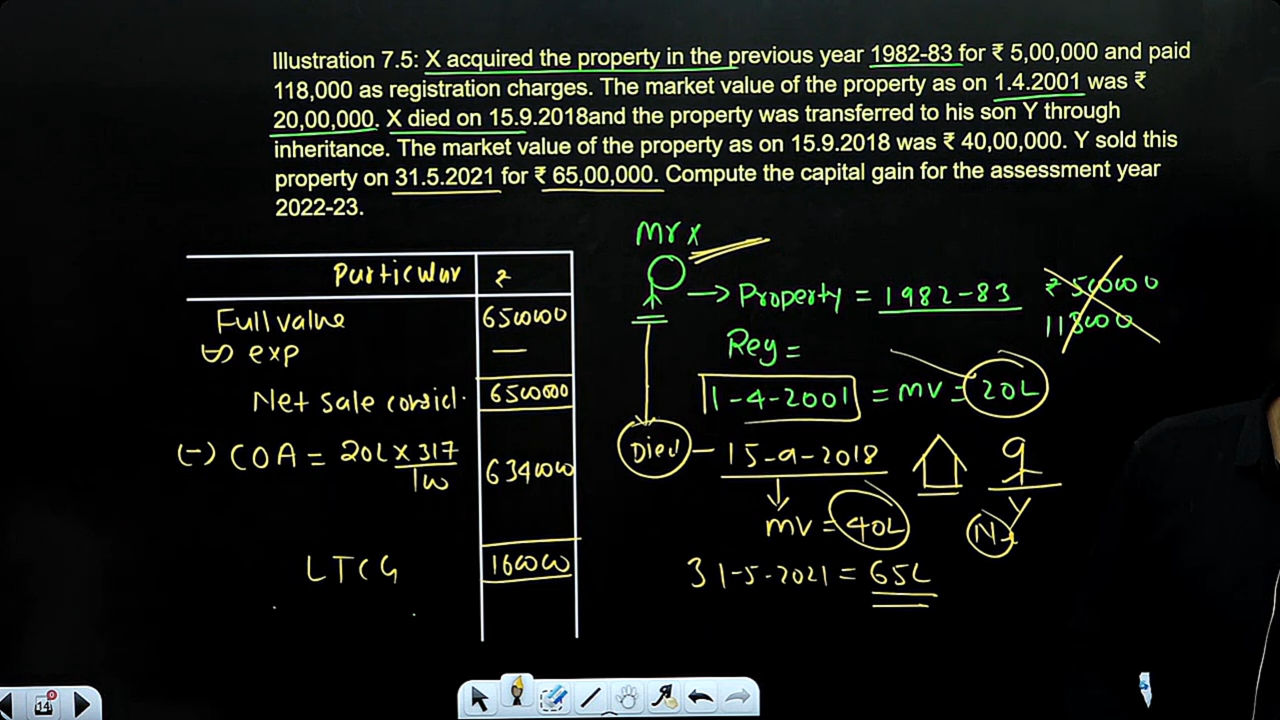 Illustration 7.5: X acquired the property in the previous year 1982-83 for ₹ 5,00,000 and paid
118,000 as registration charges. The market value of the property as on 1.4.2001 was ₹
20,00,000. X died on 15.9.2018and the property was transferred to his son Y through
inheritance. The market value of the property as on 15.9.2018 was ₹ 40,00,000. Y sold this
property on 31.5.2021 for ₹ 65,00,000. Compute the capital gain for the assessment year
2022-23.
Particular ₹
Full value 6500000
exp —
Net Sale consid. 6500000
(-) COA = 20L × 317/100 6340000
LTCG 160000
Mr X
→ Property = 1982-83 ₹ 500000
118000
Reg =
1-4-2001 = MV = 20L
Died — 15-9-2018
Y
MV = 40L
31-5-2021 = 65L
14
0